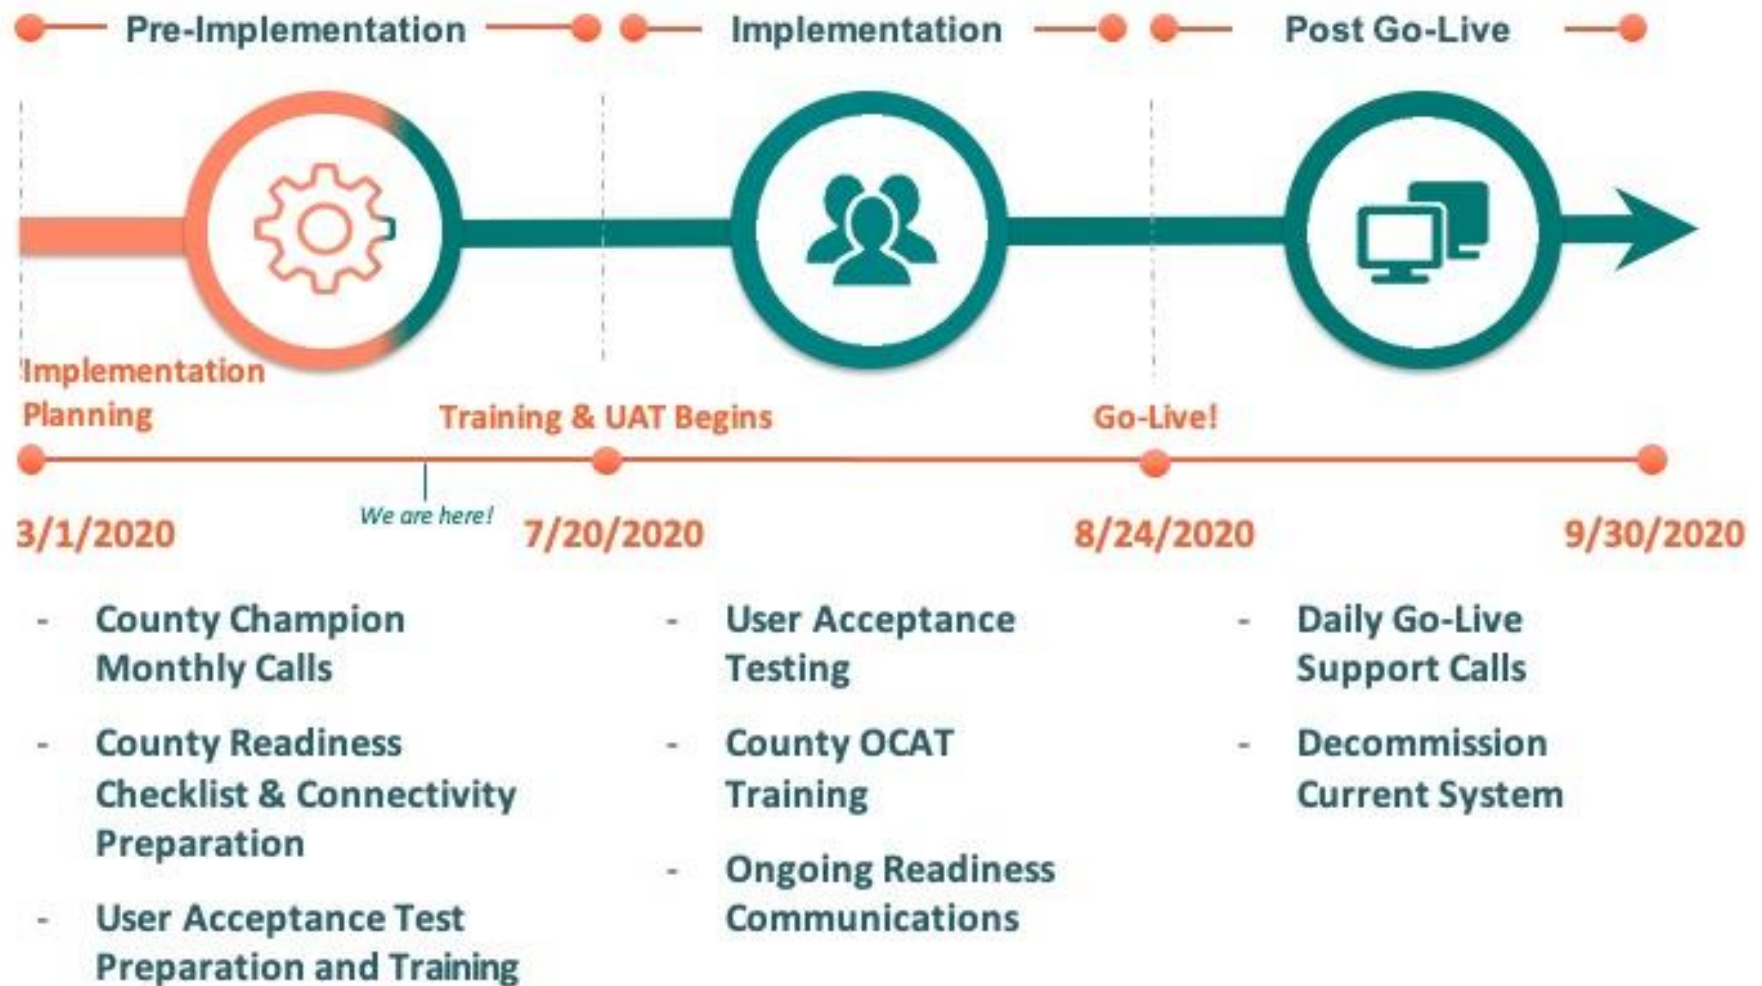 Pre-Implementation
Implementation
Post Go-Live
Implementation
Planning
Training & UAT Begins
Go-Live!
We are here!
3/1/2020
7/20/2020
8/24/2020
9/30/2020
- County Champion
Monthly Calls
- County Readiness
Checklist & Connectivity
Preparation
- User Acceptance Test
Preparation and Training
- User Acceptance
Testing
- County OCAT
Training
- Ongoing Readiness
Communications
- Daily Go-Live
Support Calls
- Decommission
Current System